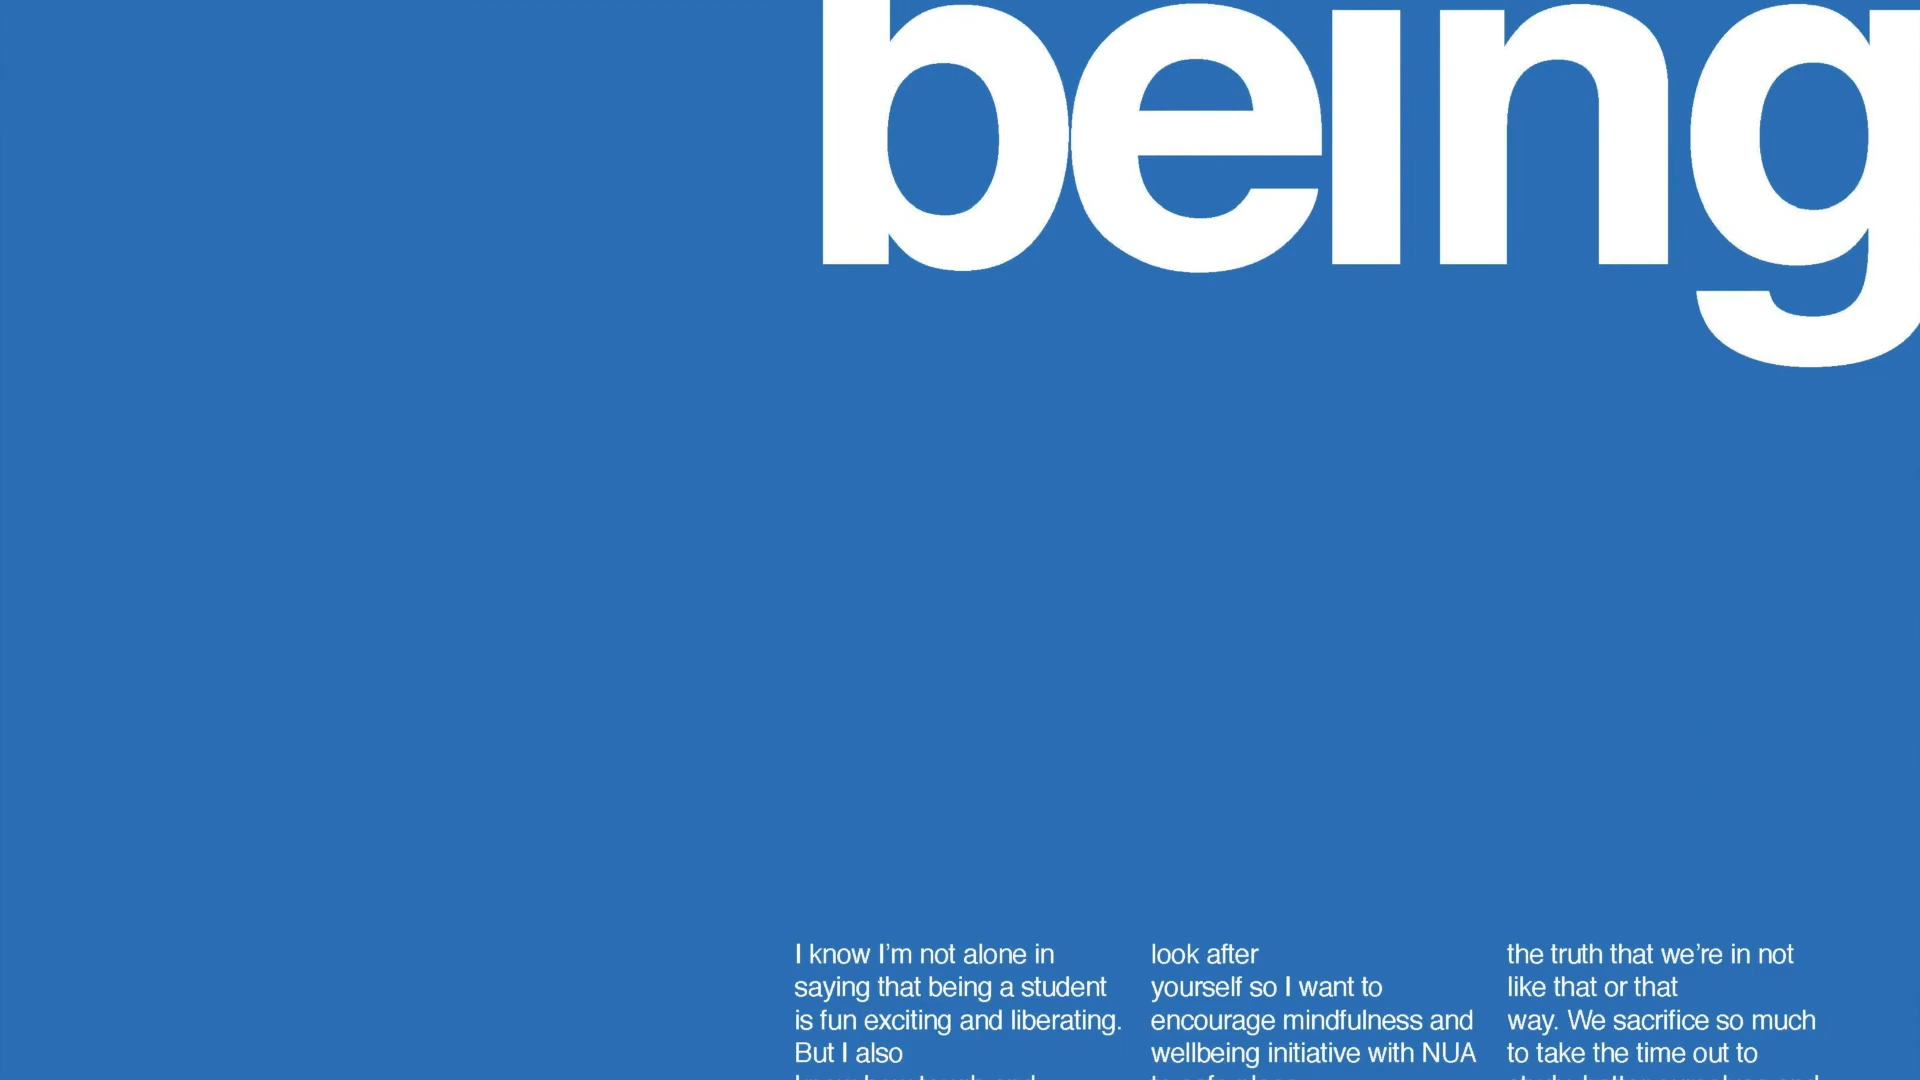 being
I know I'm not alone in
saying that being a student
is fun exciting and liberating.
But I also
look after
yourself so I want to
encourage mindfulness and
wellbeing initiative with NUA
the truth that we're in not
like that or that
way. We sacrifice so much
to take the time out to